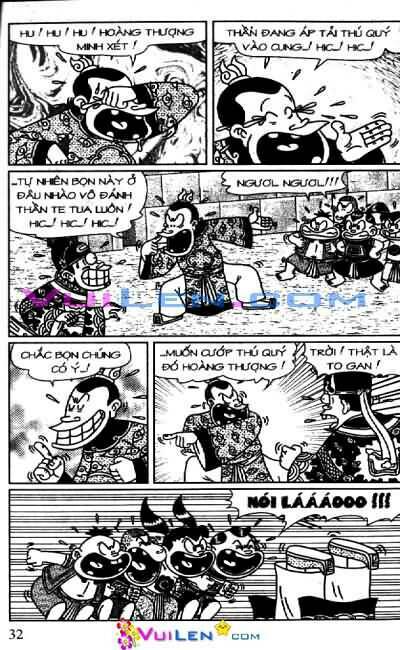 HU! HU! HU! HOÀNG THƯỢNG
MINH XÉT!
THẦN ĐANG ÁP TẢI THÚ QUÝ
VÀO CUNG...! HIC...! HIC...!
...TỰ NHIÊN BỌN NÀY Ở
ĐÂU NHÀO VÔ ĐÁNH
THẦN TE TUA LUÔN!
HIC...! HIC...! HIC...!
NGƯƠI... NGƯƠI...!!!
VUILEN.COM
CHẮC BỌN CHÚNG
CÓ Ý...!
...MUỐN CƯỚP THÚ QUÝ
ĐÓ HOÀNG THƯỢNG!
TRỜI! THẬT LÀ
TO GAN!
NÓI LÁÁÁOOO!!!
32
VUILEN.COM